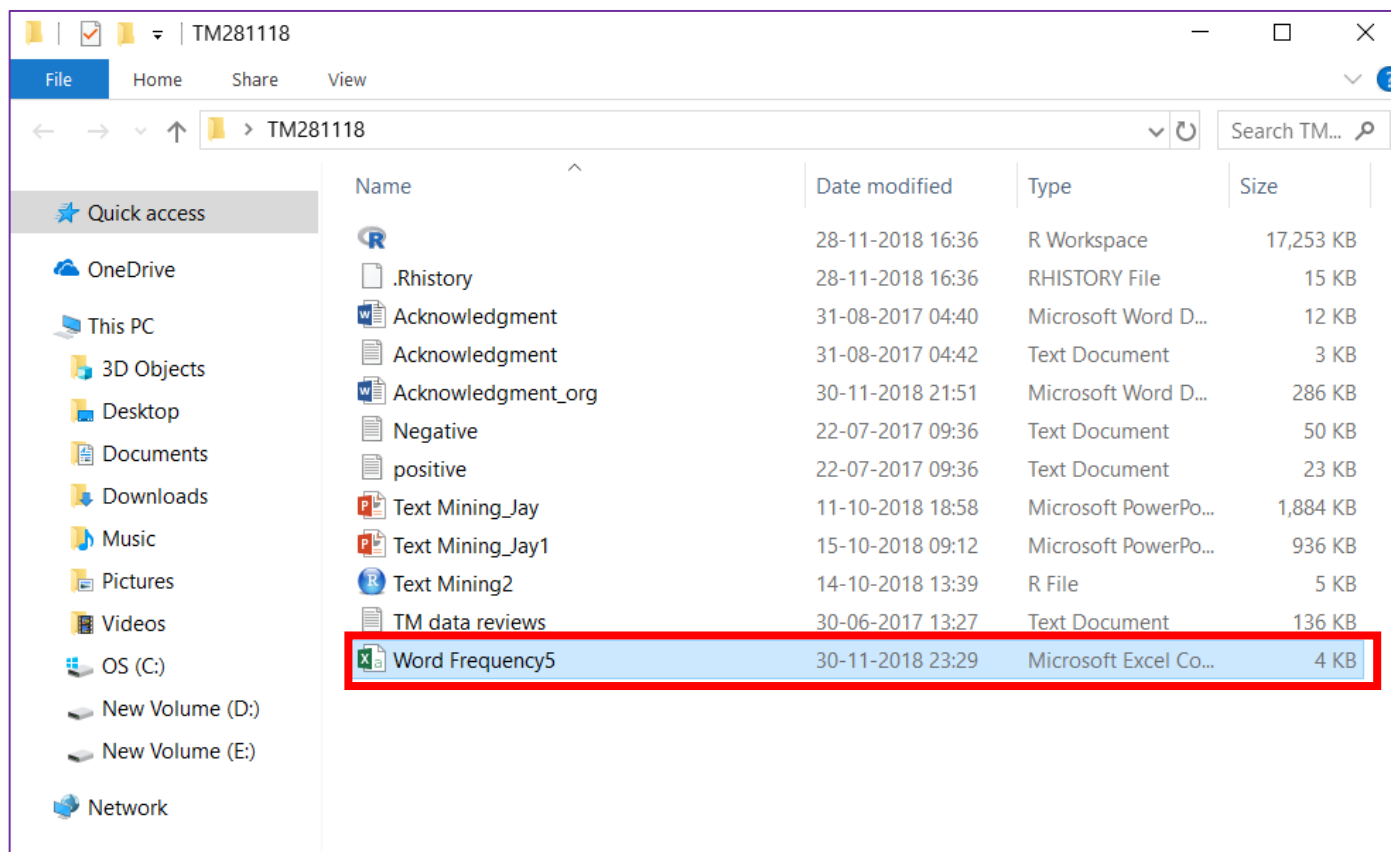 TM281118
File Home Share View
TM281118 Search TM...
Name Date modified Type Size
Quick access
OneDrive
This PC
3D Objects
Desktop
Documents
Downloads
Music
Pictures
Videos
OS (C:)
New Volume (D:)
New Volume (E:)
Network
R 28-11-2018 16:36 R Workspace 17,253 KB
.Rhistory 28-11-2018 16:36 RHISTORY File 15 KB
Acknowledgment 31-08-2017 04:40 Microsoft Word D... 12 KB
Acknowledgment 31-08-2017 04:42 Text Document 3 KB
Acknowledgment_org 30-11-2018 21:51 Microsoft Word D... 286 KB
Negative 22-07-2017 09:36 Text Document 50 KB
positive 22-07-2017 09:36 Text Document 23 KB
Text Mining_Jay 11-10-2018 18:58 Microsoft PowerPo... 1,884 KB
Text Mining_Jay1 15-10-2018 09:12 Microsoft PowerPo... 936 KB
Text Mining2 14-10-2018 13:39 R File 5 KB
TM data reviews 30-06-2017 13:27 Text Document 136 KB
Word Frequency5 30-11-2018 23:29 Microsoft Excel Co... 4 KB